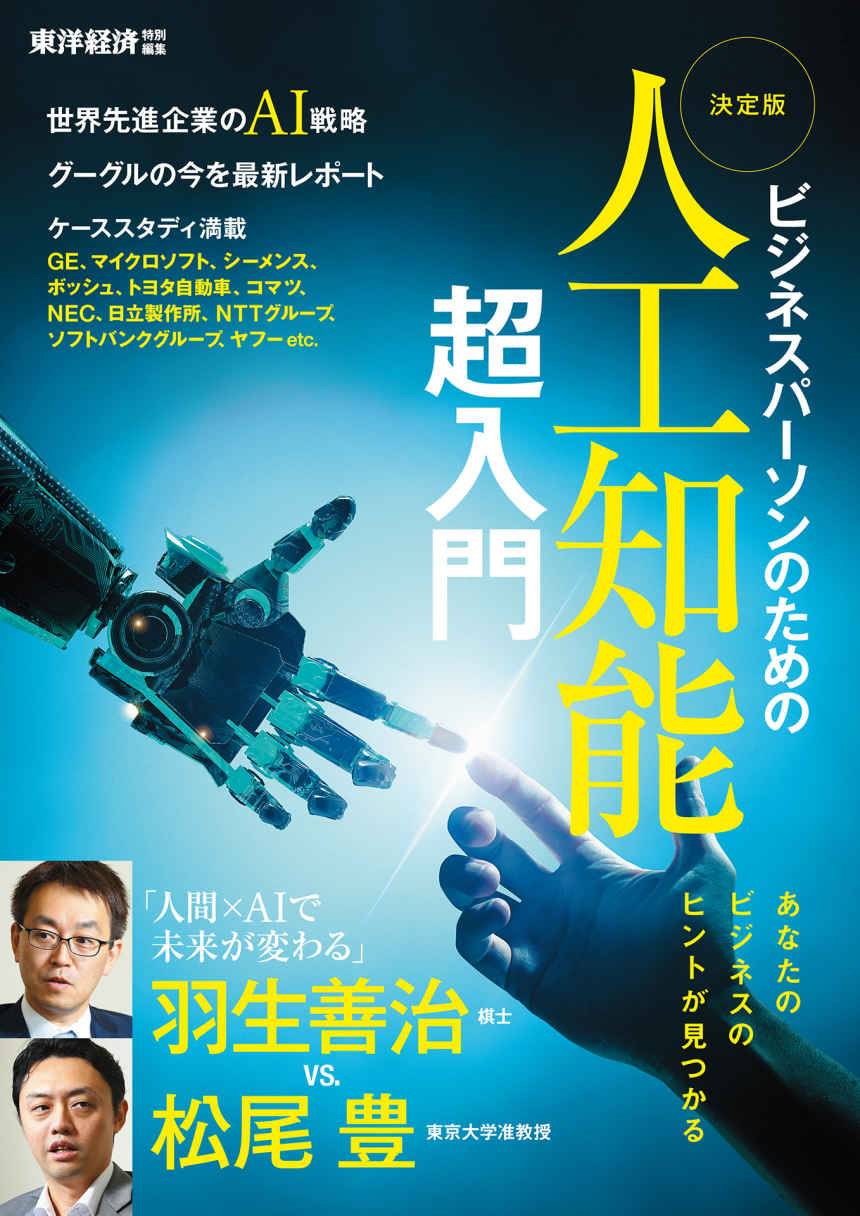 東洋経済 特別編集
決定版
ビジネスパーソンのための
人工知能
超入門
世界先進企業のAI戦略
グーグルの今を最新レポート
ケーススタディ満載
GE、マイクロソフト、シーメンス、
ボッシュ、トヨタ自動車、コマツ、
NEC、日立製作所、NTTグループ、
ソフトバンクグループ、ヤフー etc.
あなたの
ビジネスの
ヒントが見つかる
「人間×AIで
未来が変わる」
羽生善治 棋士
vs.
松尾 豊 東京大学准教授